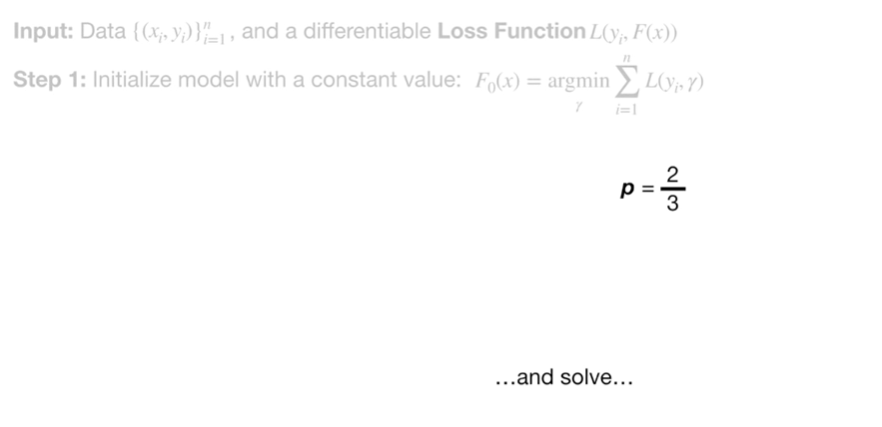 Input: Data {(xᵢ, yᵢ)}ⁿᵢ₌₁, and a differentiable Loss Function L(yᵢ, F(x))
Step 1: Initialize model with a constant value: F₀(x) = argmin_γ ∑ⁿᵢ₌₁ L(yᵢ, γ)
p = 2/3
...and solve...